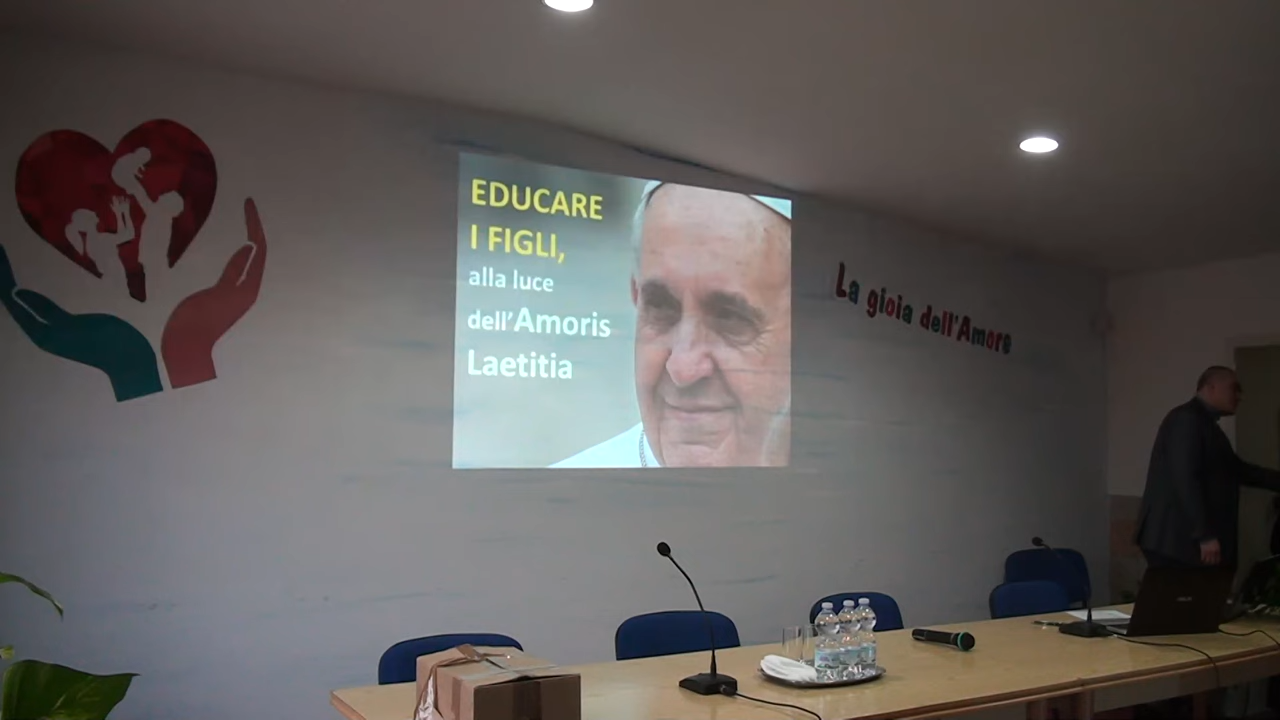 EDUCARE
I FIGLI,
alla luce
dell'Amoris
Laetitia
La gioia dell'Amore